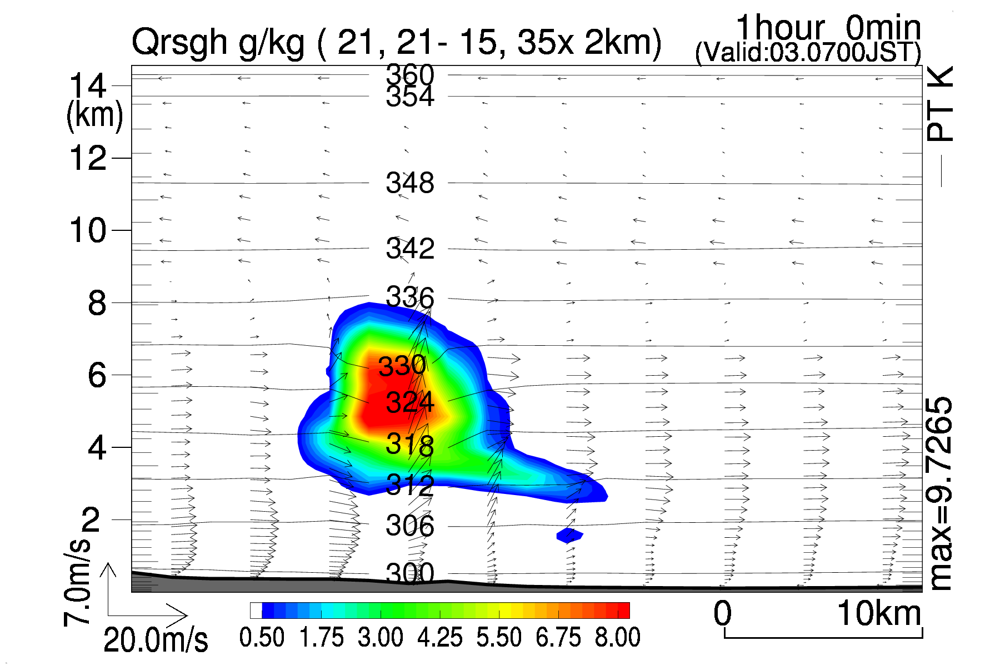 Qrsgh g/kg ( 21, 21- 15, 35x 2km)
1hour 0min
(Valid:03.0700JST)
14
(km)
12
10
8
6
4
2
360
354
348
342
336
330
324
318
312
306
300
PT K
max=9.7265
7.0m/s
20.0m/s
0.50 1.75 3.00 4.25 5.50 6.75 8.00
0 10km